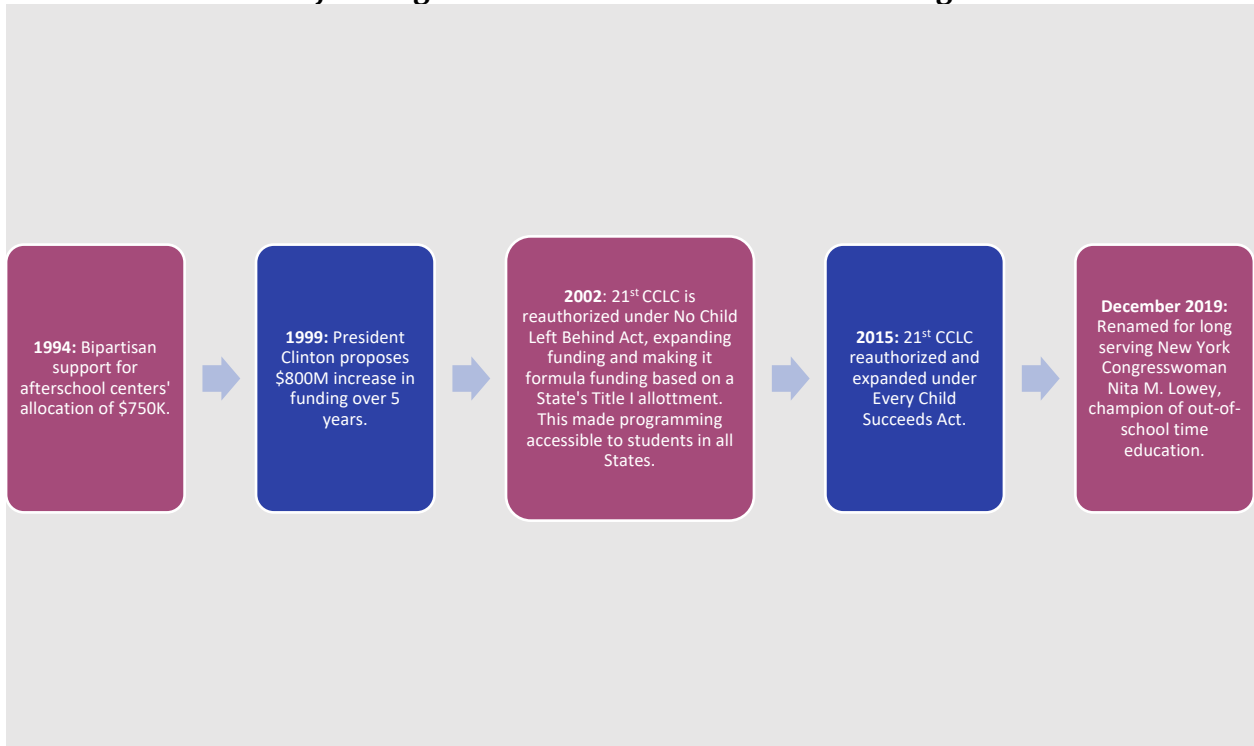 1994: Bipartisan
support for
afterschool centers'
allocation of $750K.
1999: President
Clinton proposes
$800M increase in
funding over 5
years.
2002: 21st CCLC is
reauthorized under No Child
Left Behind Act, expanding
funding and making it
formula funding based on a
State's Title I allottment.
This made programming
accessible to students in all
States.
2015: 21st CCLC
reauthorized and
expanded under
Every Child
Succeeds Act.
December 2019:
Renamed for long
serving New York
Congresswoman
Nita M. Lowey,
champion of out-of-
school time
education.